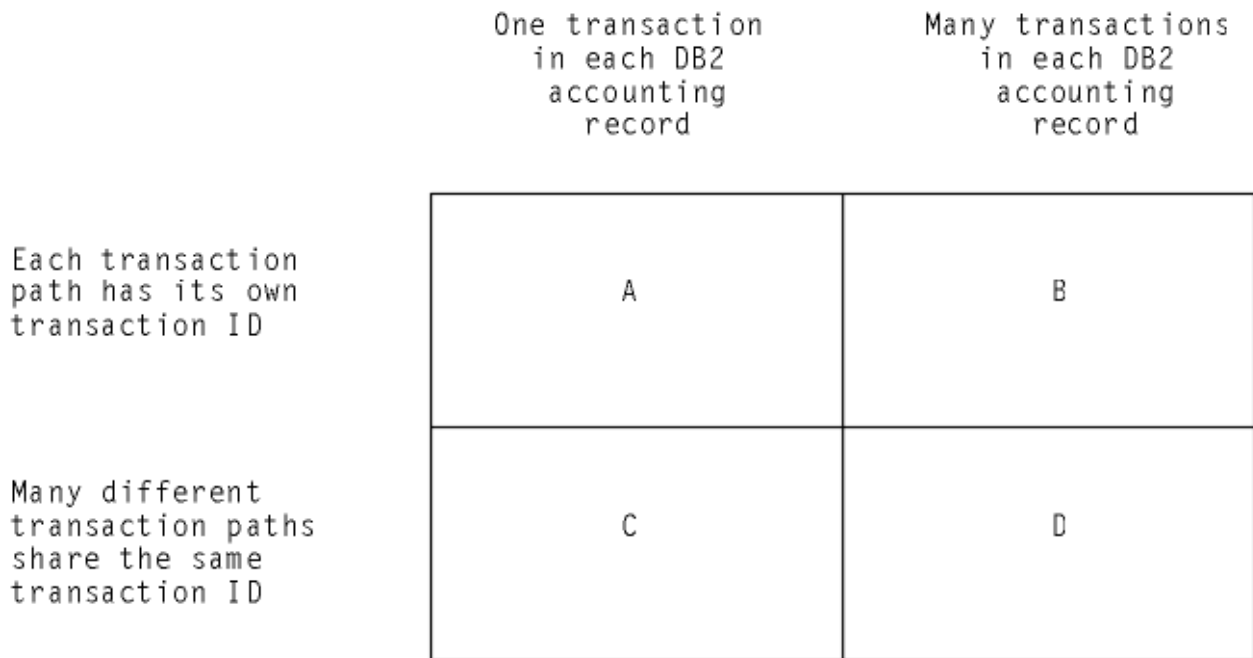 One transaction
in each DB2
accounting
record
Many transactions
in each DB2
accounting
record
Each transaction
path has its own
transaction ID
A
B
Many different
transaction paths
share the same
transaction ID
C
D